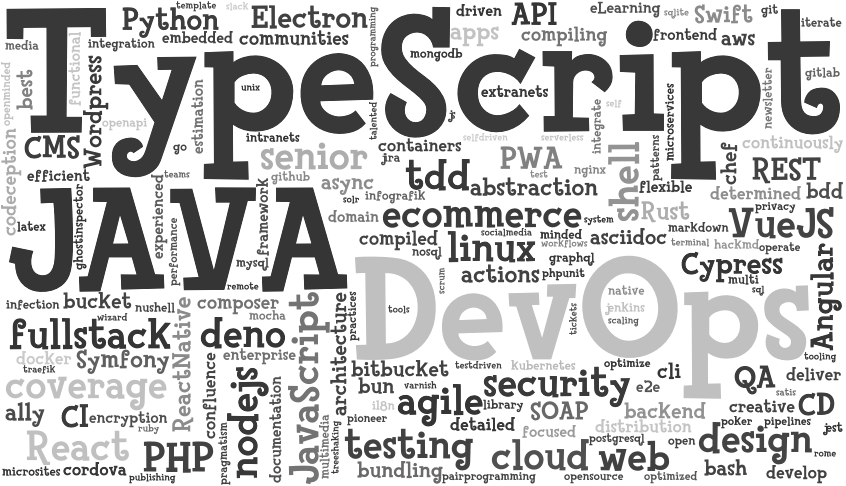 TypeScript
JAVA
DevOps
template
slack
Python
Electron
driven
API
eLearning
sqlite
Swift
git
iterate
media
integration
embedded
communities
programming
mongodb
apps
compiling
frontend
aws
gitlab
openminded
best
functional
Wordpress
openapi
estimation
unix
extranets
talented
jr
integrate
self
microservices
newsletter
CMS
go
intranets
selfdriven
serverless
containers
continuously
codeception
efficient
teams
senior
jra
PWA
test
nginx
shell
patterns
chef
REST
github
async
tdd
abstraction
flexible
determined
bdd
latex
ghostinspector
experienced
performance
framework
solr
infografik
domain
ecommerce
system
Rust
privacy
markdown
VueJS
mysql
remote
compiled
nosql
linux
socialmedia
minded
workflows
asciidoc
graphql
terminal
hackmd
operate
actions
phpunit
Cypress
multi
sql
Angular
infection
bucket
nushell
wizard
composer
mocha
ReactNative
JavaScript
architecture
practices
tools
scrum
native
jenkins
scaling
tickets
tooling
fullstack
deno
docker
traefik
Symfony
enterprise
confluence
coverage
bitbucket
testdriven
kubernetes
optimize
cli
bun
varnish
security
e2e
QA
deliver
satis
ally
CI
encryption
ruby
nodejs
documentation
multimedia
treeshaking
i18n
pioneer
agile
library
SOAP
backend
creative
CD
detailed
focused
distribution
poker
pipelines
jest
React
PHP
pragmatism
testing
postgresql
open
design
rome
microsites
cordova
publishing
bundling
cloud
web
pairprogramming
opensource
optimized
bash
develop